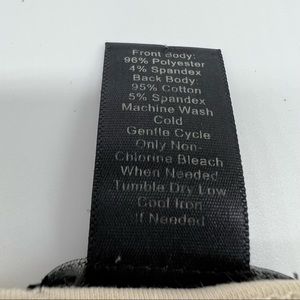 Front Body:
96% Polyester
4% Spandex
Back Body:
95% Cotton
5% Spandex
Machine Wash
Cold
Gentle Cycle
Only Non-
Chlorine Bleach
When Needed
Tumble Dry Low
Cool Iron
If Needed